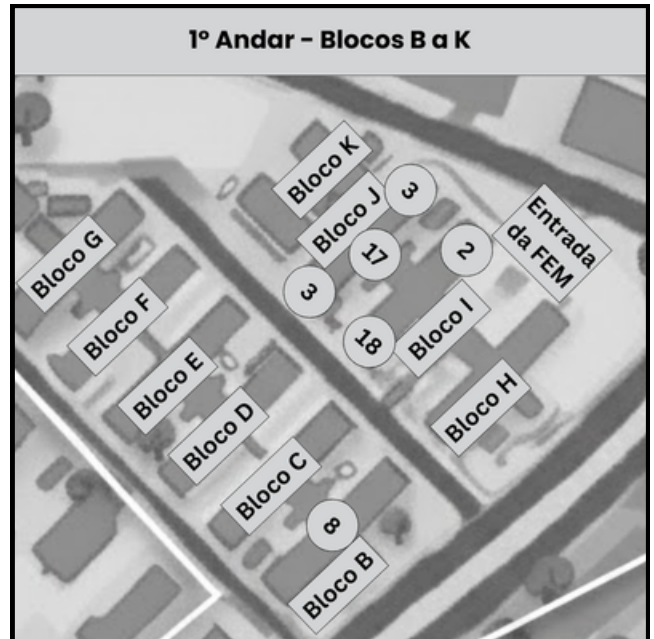 1º Andar - Blocos B a K
Bloco K
Bloco J
3
Entrada
da FEM
17
2
Bloco G
3
Bloco F
18
Bloco I
Bloco E
Bloco H
Bloco D
Bloco C
8
Bloco B